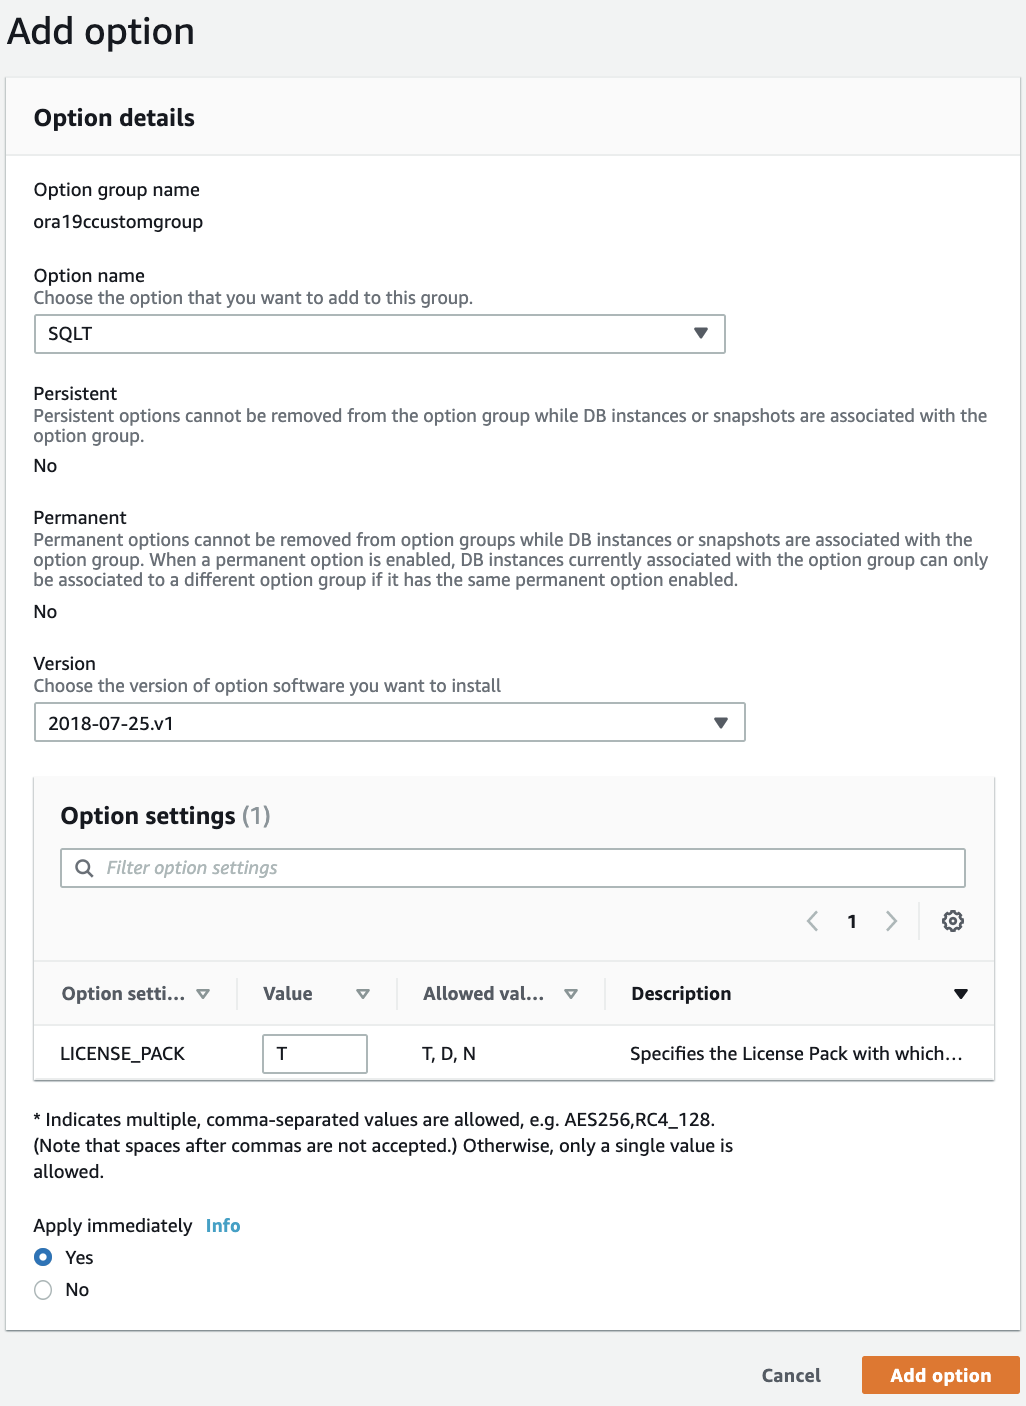 Add option
Option details
Option group name
ora19ccustomgroup
Option name
Choose the option that you want to add to this group.
SQLT
Persistent
Persistent options cannot be removed from the option group while DB instances or snapshots are associated with the
option group.
No
Permanent
Permanent options cannot be removed from option groups while DB instances or snapshots are associated with the
option group. When a permanent option is enabled, DB instances currently associated with the option group can only
be associated to a different option group if it has the same permanent option enabled.
No
Version
Choose the version of option software you want to install
2018-07-25.v1
Option settings (1)
Filter option settings
1
Option setti... Value Allowed val... Description
LICENSE_PACK T T, D, N Specifies the License Pack with which...
* Indicates multiple, comma-separated values are allowed, e.g. AES256,RC4_128.
(Note that spaces after commas are not accepted.) Otherwise, only a single value is
allowed.
Apply immediately Info
Yes
No
Cancel Add option